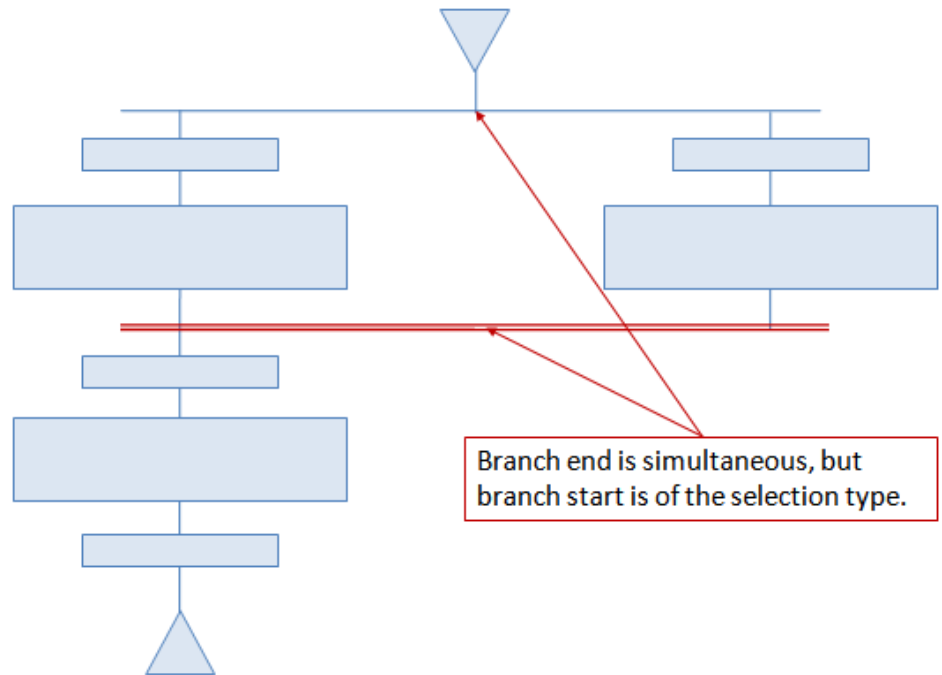 Branch end is simultaneous, but
branch start is of the selection type.